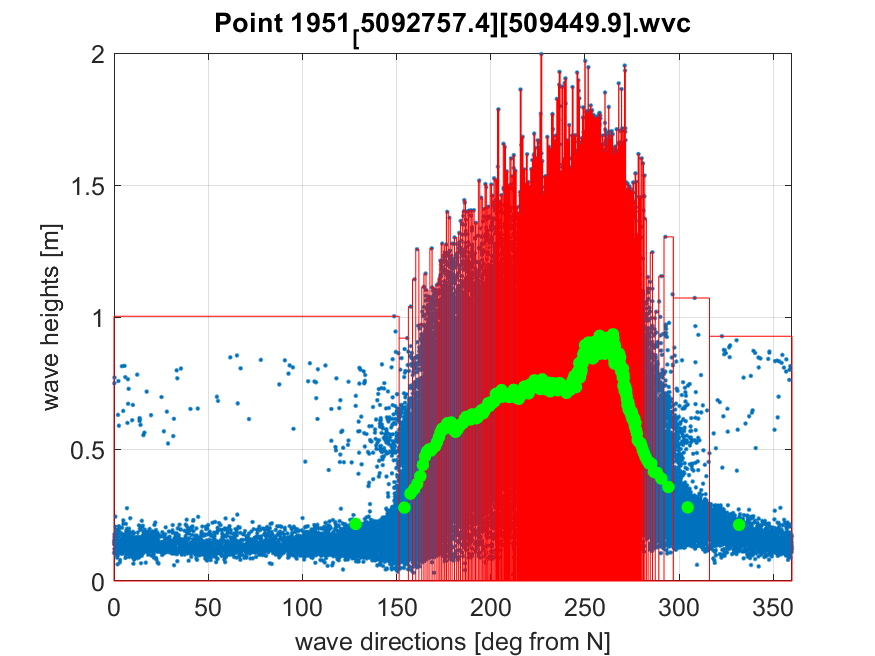 Point 1951[5092757.4][509449.9].wvc
2
1.5
1
0.5
0
wave heights [m]
0 50 100 150 200 250 300 350
wave directions [deg from N]